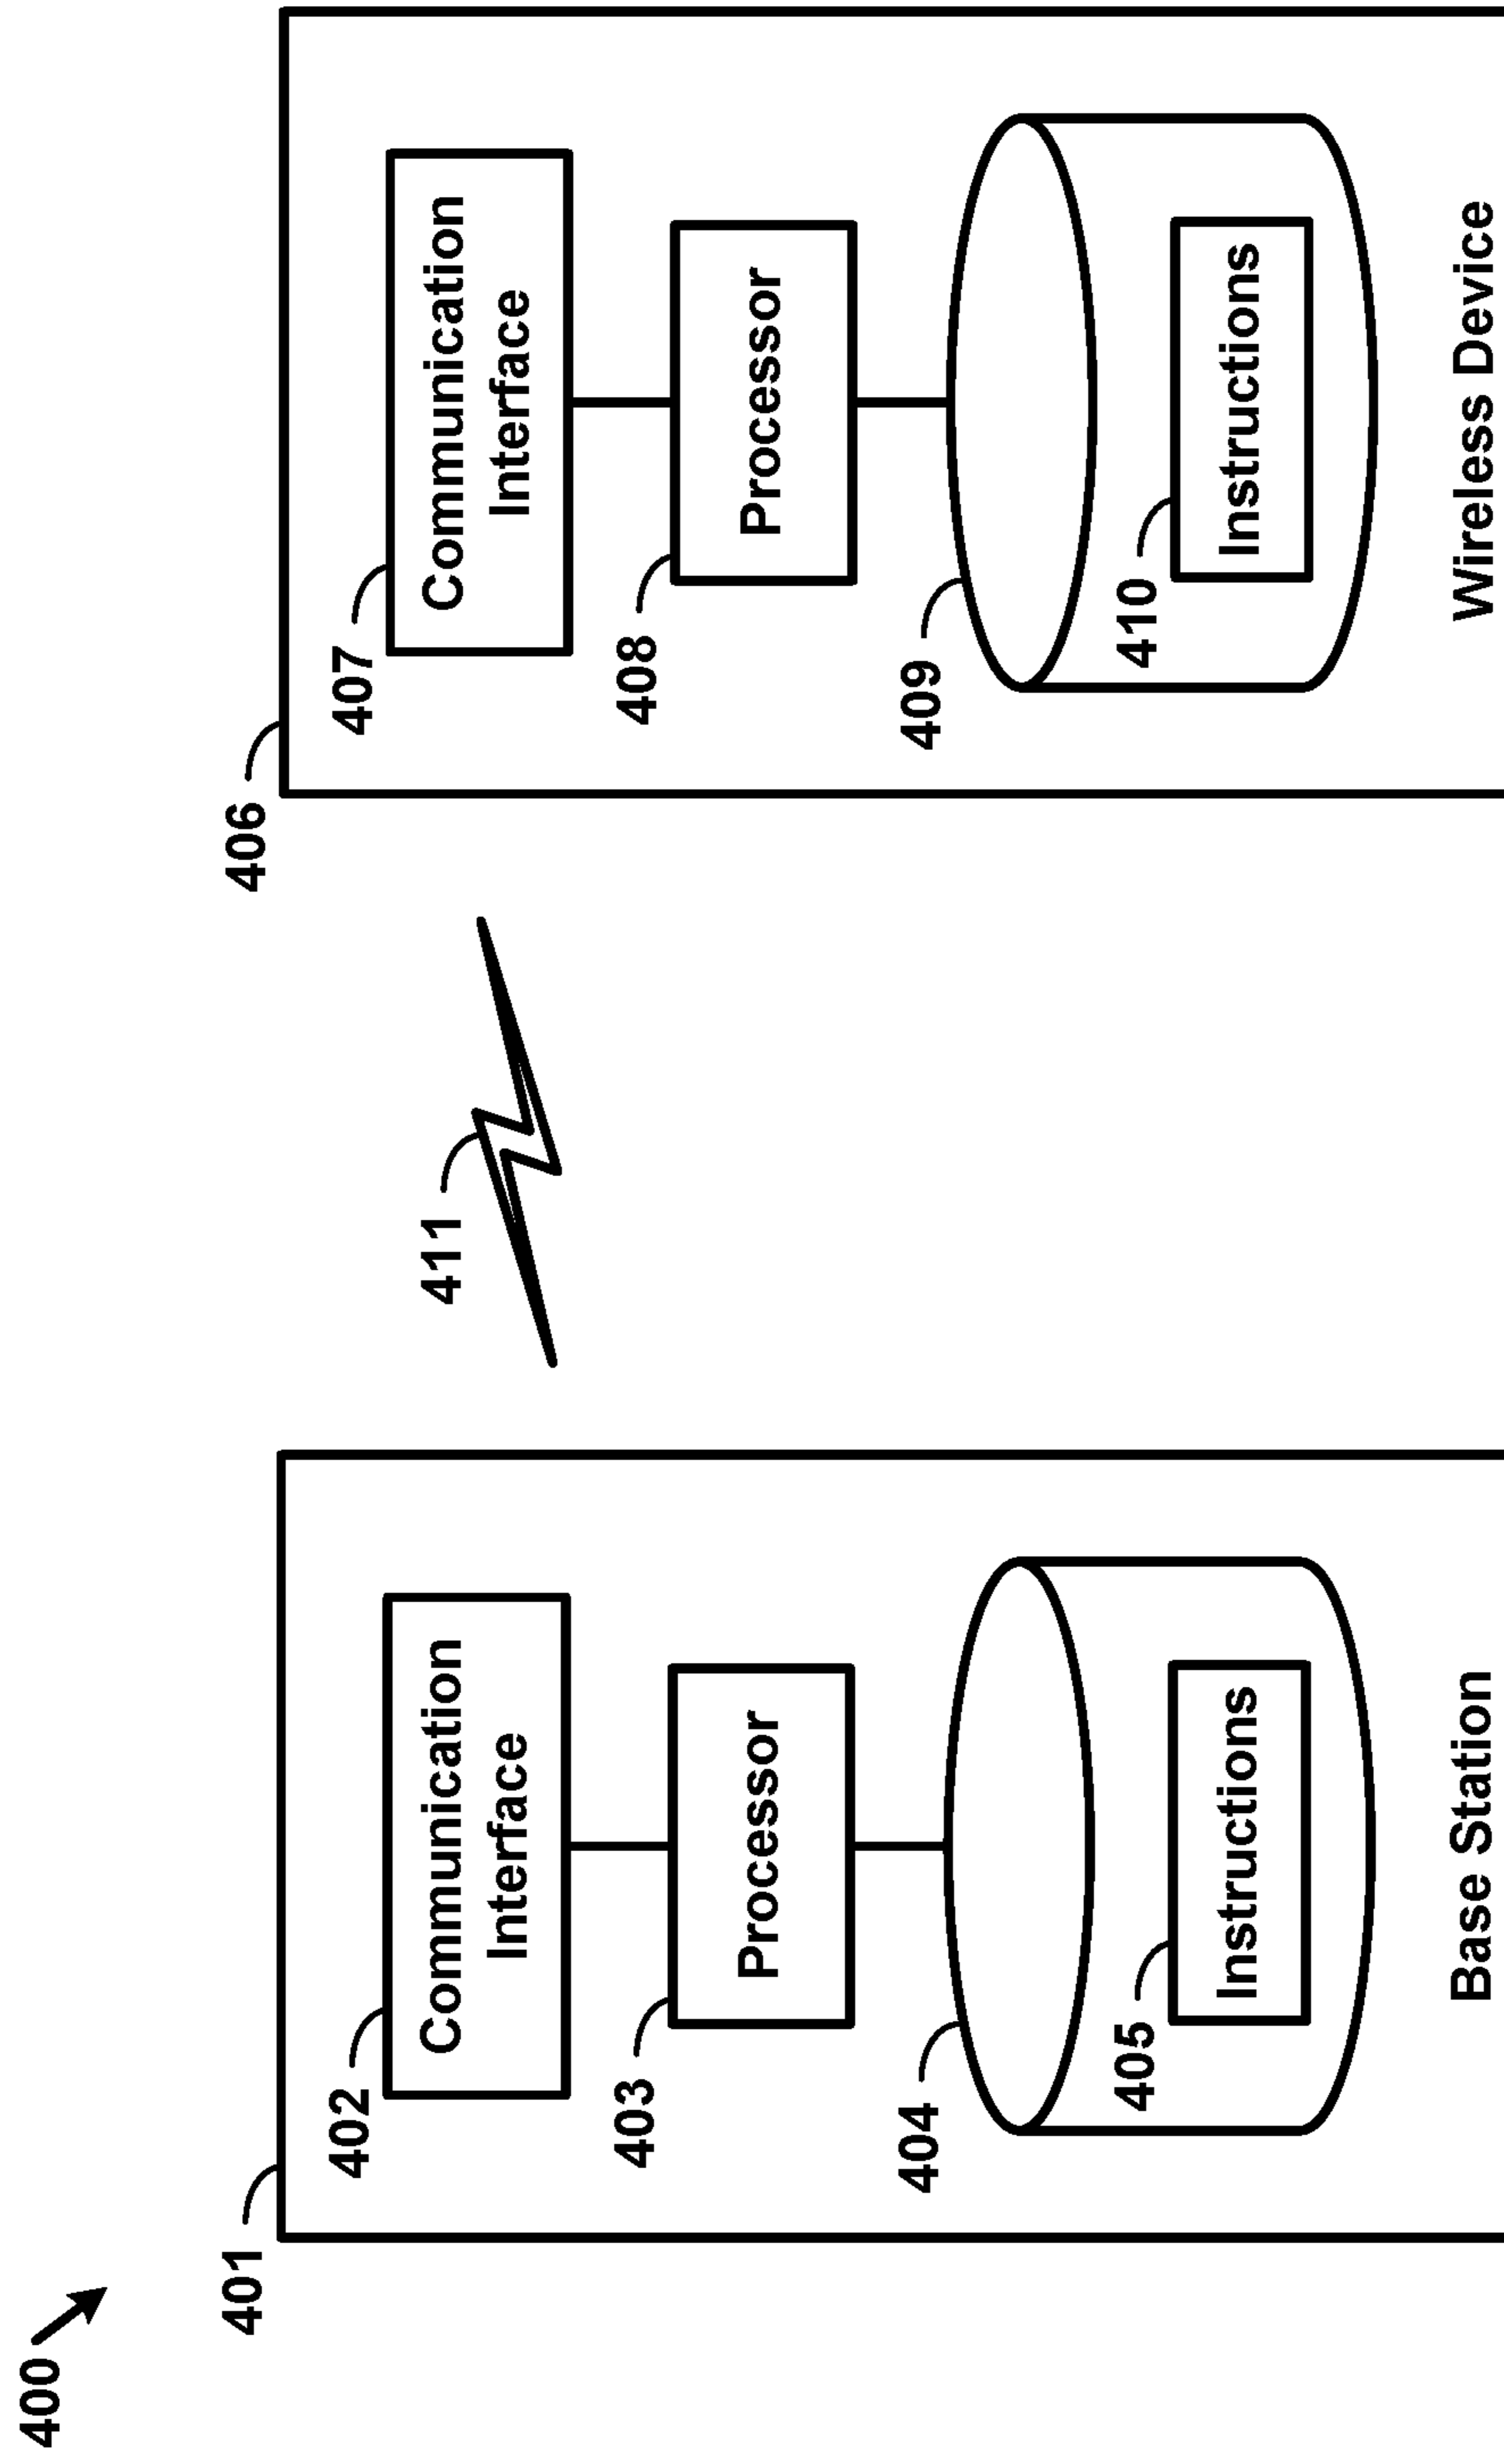 400
401
402
Communication
Interface
403
Processor
404
405
Instructions
Base Station
411
406
407
Communication
Interface
408
Processor
409
410
Instructions
Wireless Device